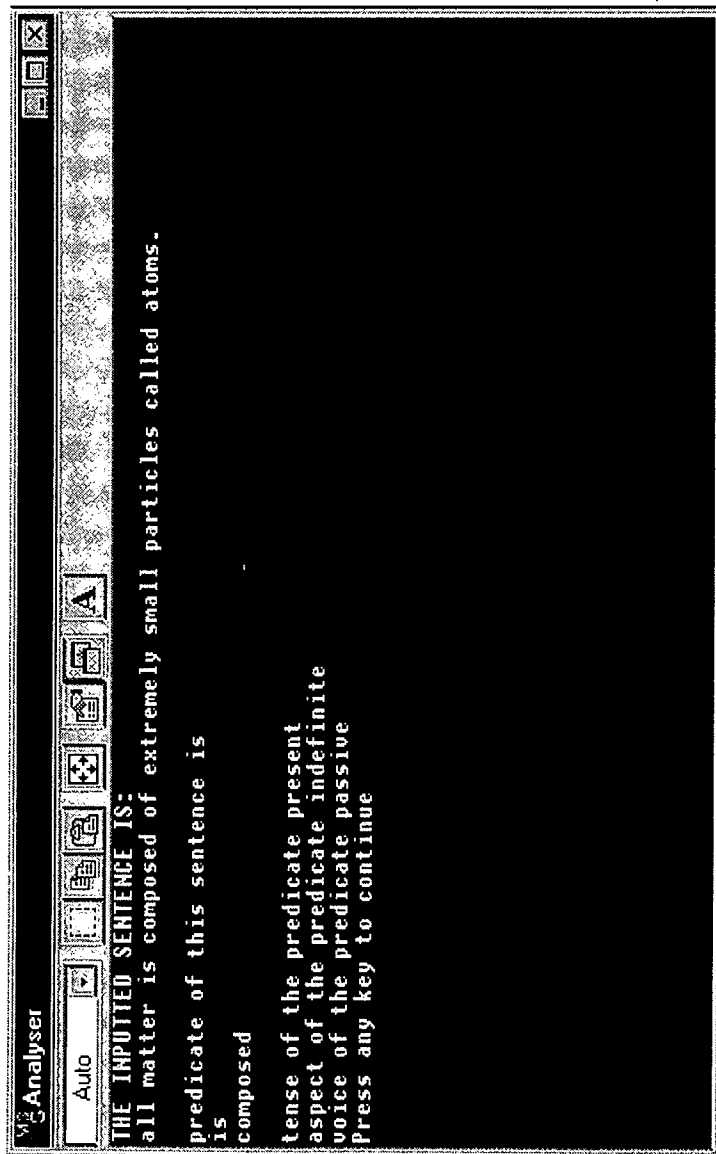 Analyser
Auto
A
THE INPUTTED SENTENCE IS:
all matter is composed of extremely small particles called atoms.
predicate of this sentence is
is
composed
tense of the predicate present
aspect of the predicate indefinite
voice of the predicate passive
Press any key to continue